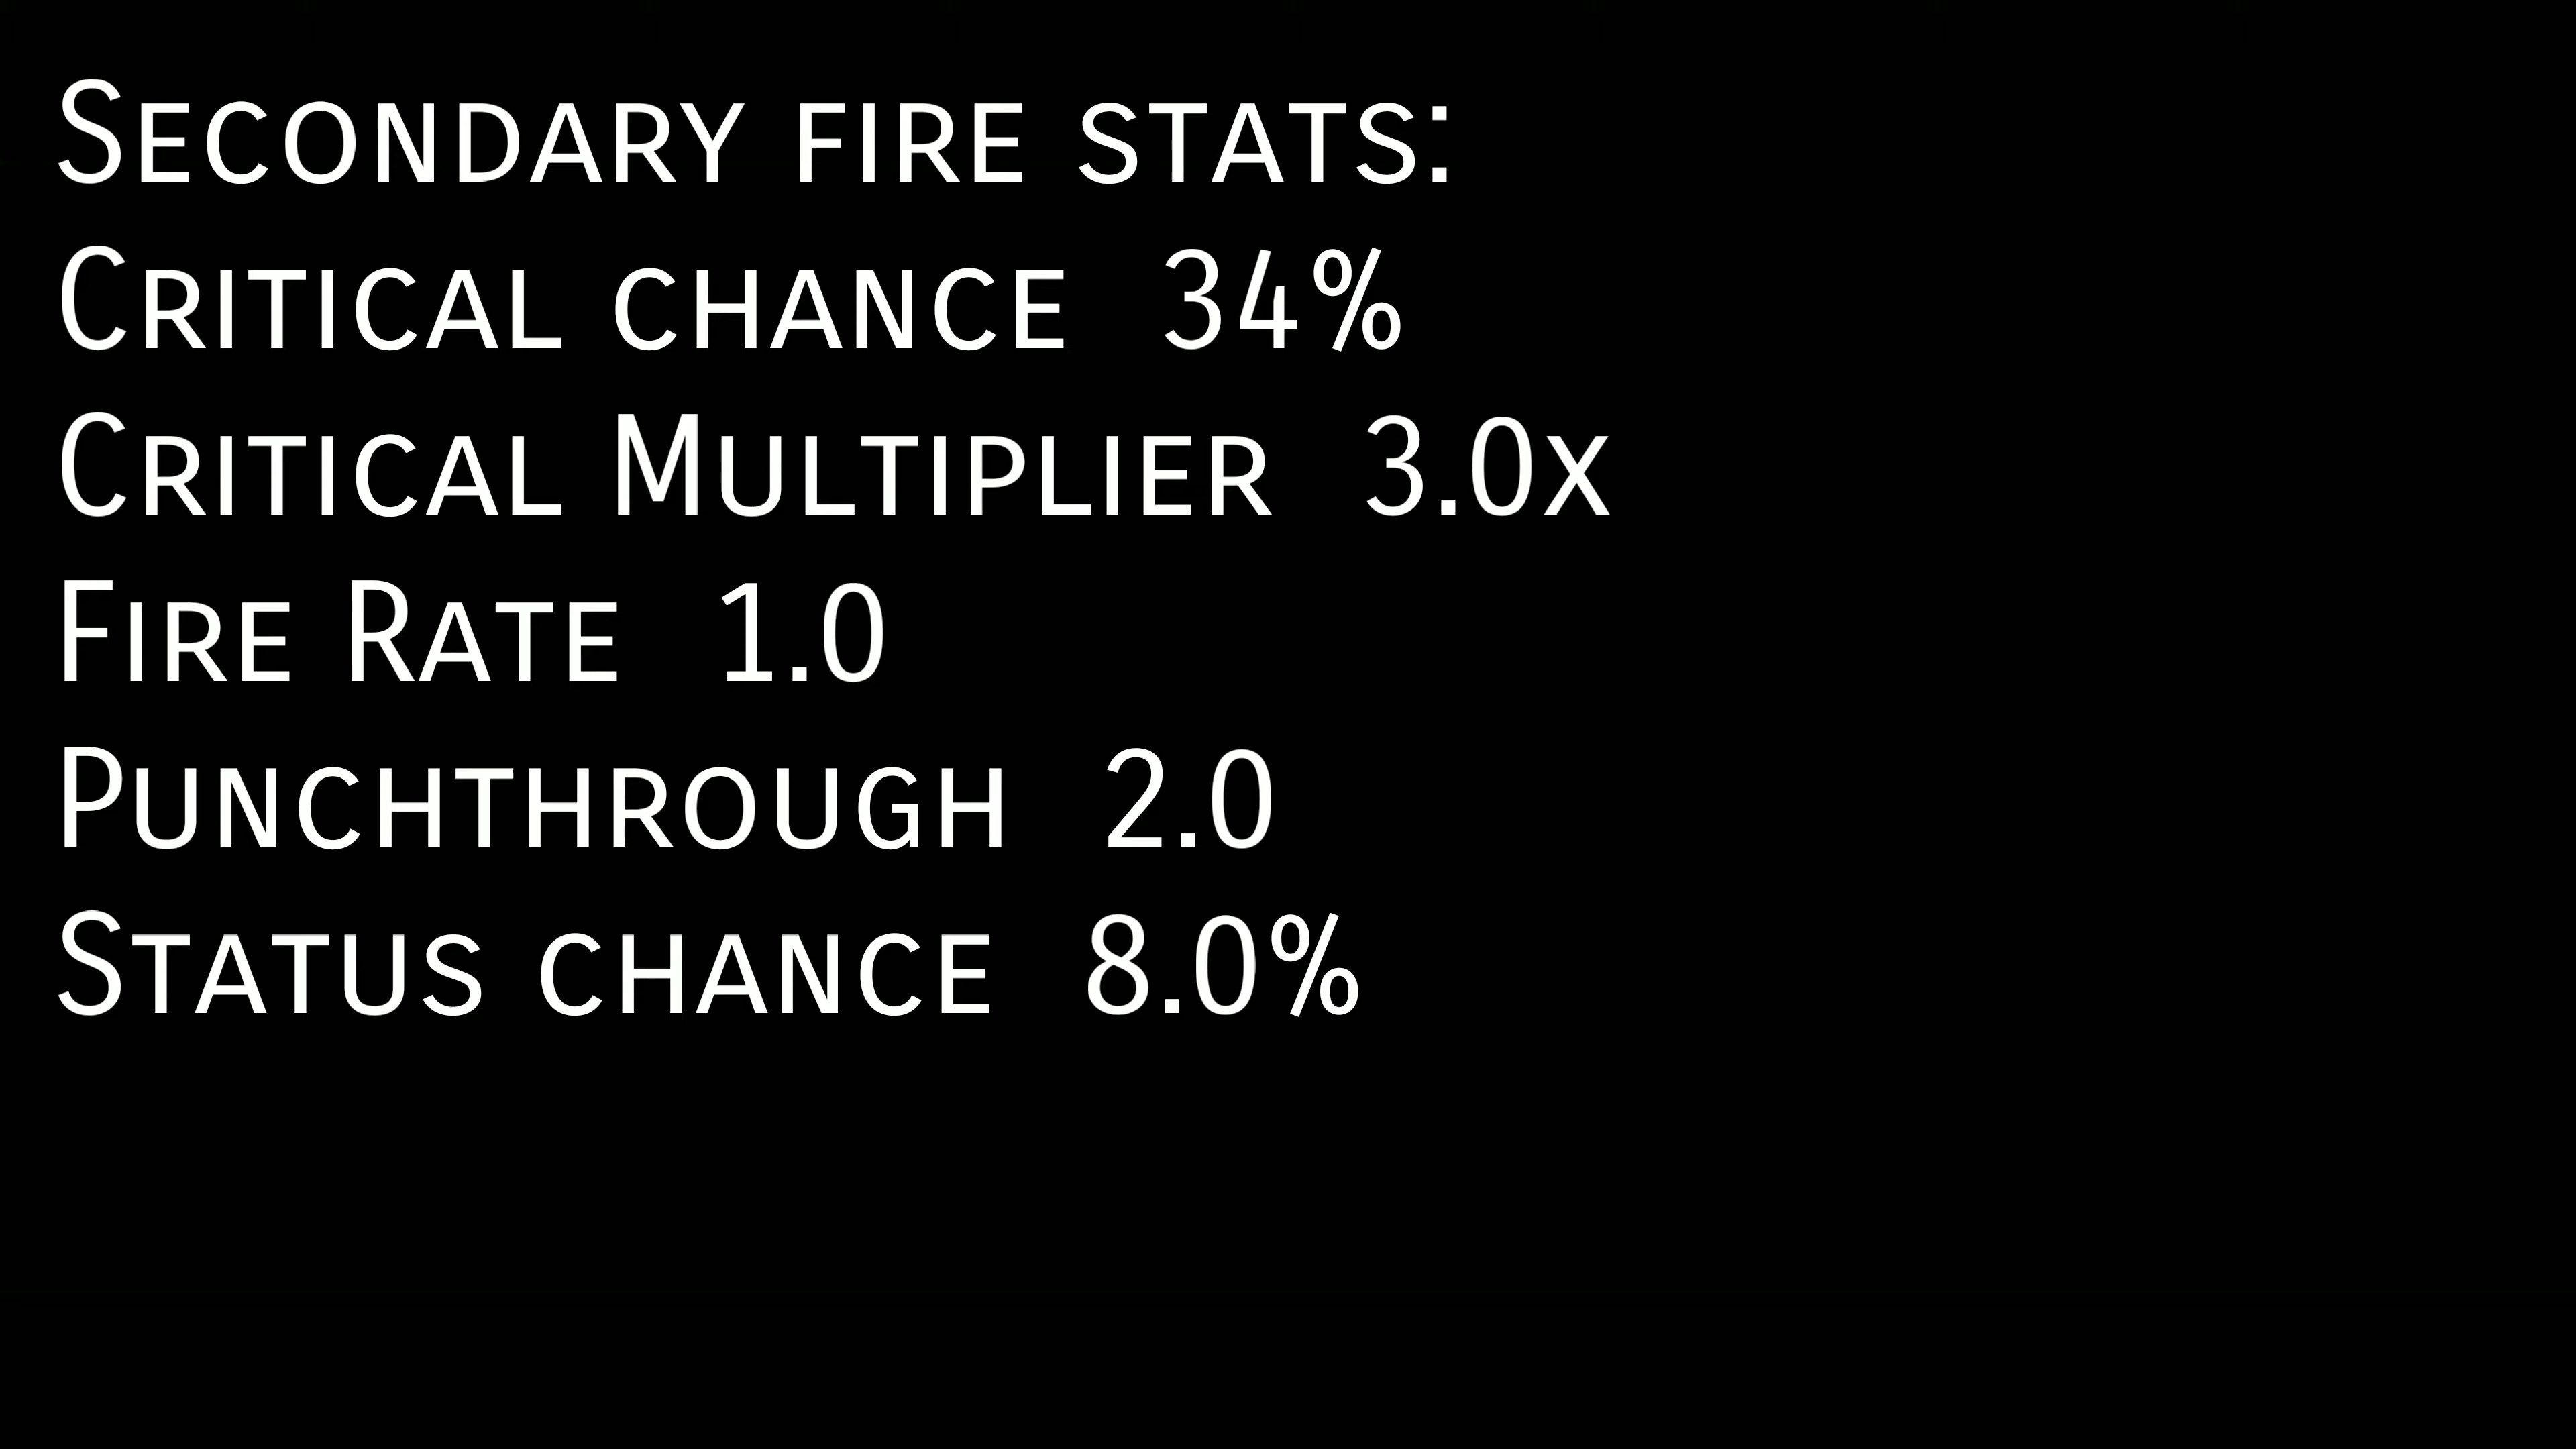 Secondary fire stats:
Critical chance 34%
Critical Multiplier 3.0x
Fire Rate 1.0
Punchthrough 2.0
Status chance 8.0%